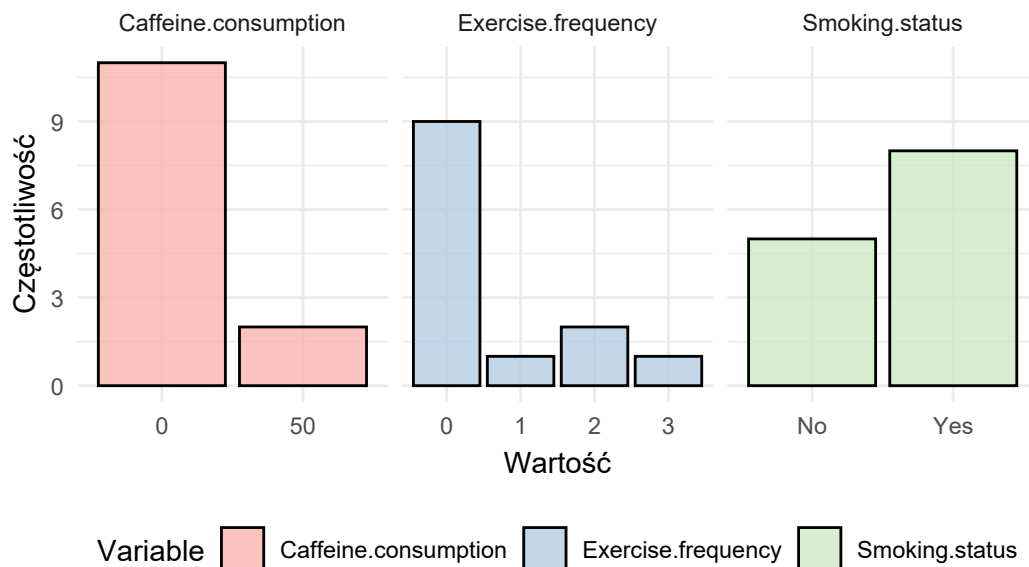 Caffeine.consumption Exercise.frequency Smoking.status
Częstotliwość
9
6
3
0
0 50 0 1 2 3 No Yes
Wartość
Variable Caffeine.consumption Exercise.frequency Smoking.status